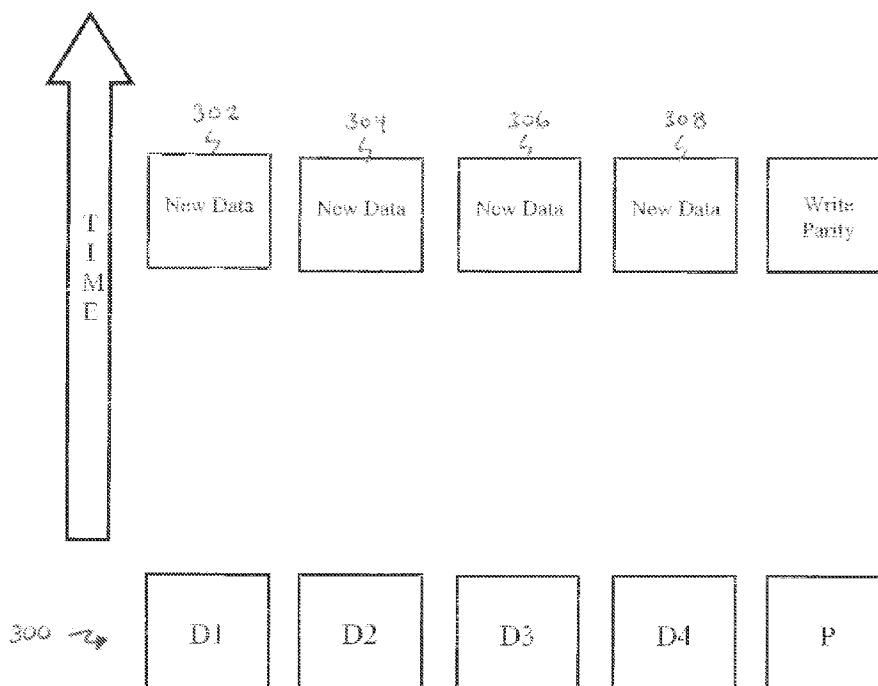 302
304
306
308
New Data
New Data
New Data
New Data
Write
Parity
T
I
M
E
300
D1
D2
D3
D4
P